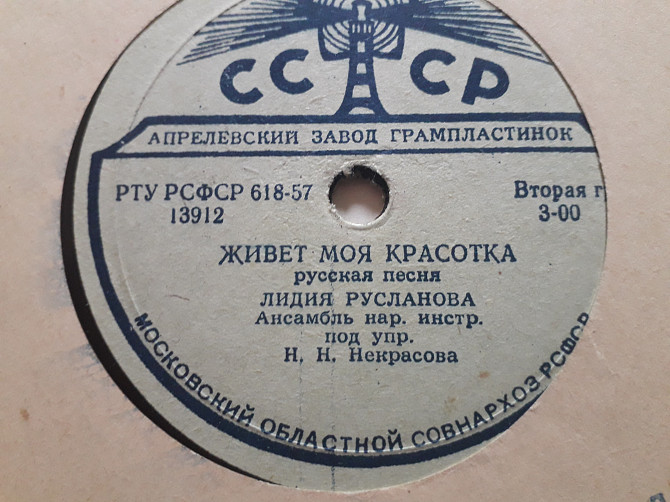 СССР
АПРЕЛЕВСКИЙ ЗАВОД ГРАМПЛАСТИНОК
РТУ РСФСР 618-57 Вторая г
13912 3-00
ЖИВЕТ МОЯ КРАСОТКА
русская песня
ЛИДИЯ РУСЛАНОВА
Ансамбль нар. инстр.
под упр.
Н. Н. Некрасова
МОСКОВСКИЙ ОБЛАСТНОЙ СОВНАРХОЗ РСФСР